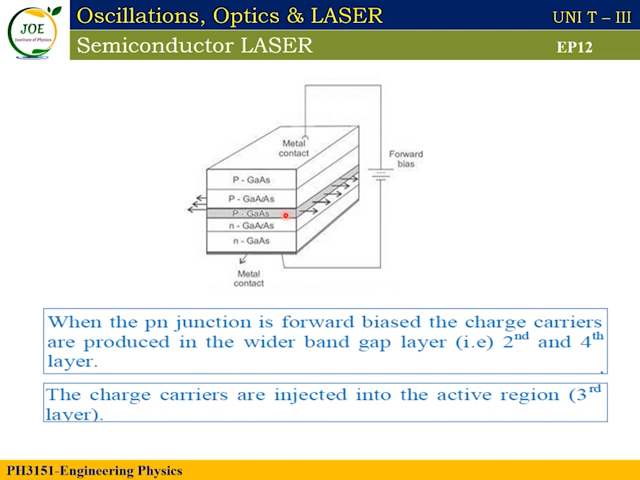 JOE
Institute of Physics
Oscillations, Optics & LASER
UNI T – III
Semiconductor LASER
EP12
Metal
contact
Forward
bias
P - GaAs
P - GaAlAs
P - GaAs
n - GaAlAs
n - GaAs
Metal
contact
When the pn junction is forward biased the charge carriers
are produced in the wider band gap layer (i.e) 2nd and 4th
layer.
The charge carriers are injected into the active region (3rd
layer).
PH3151-Engineering Physics